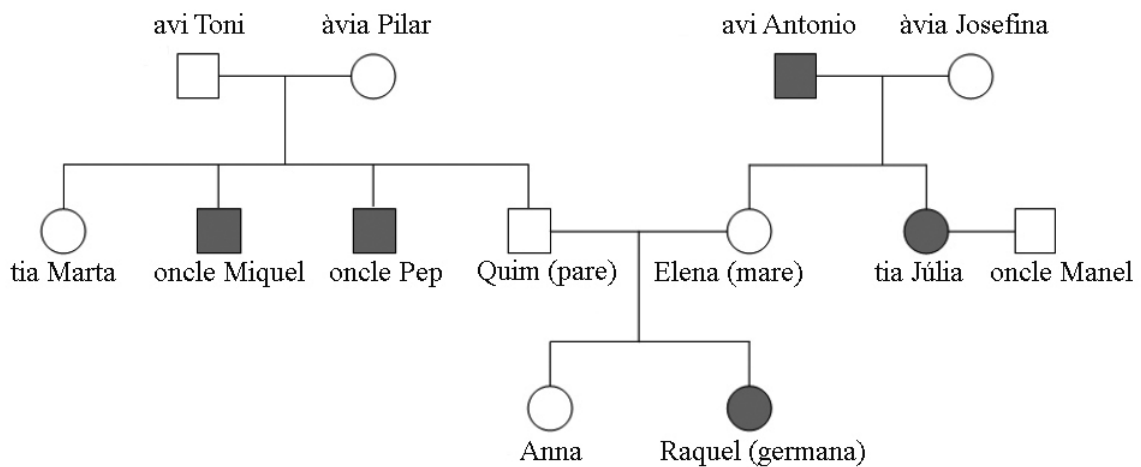 avi Toni àvia Pilar avi Antonio àvia Josefina
tia Marta oncle Miquel oncle Pep Quim (pare) Elena (mare) tia Júlia oncle Manel
Anna Raquel (germana)